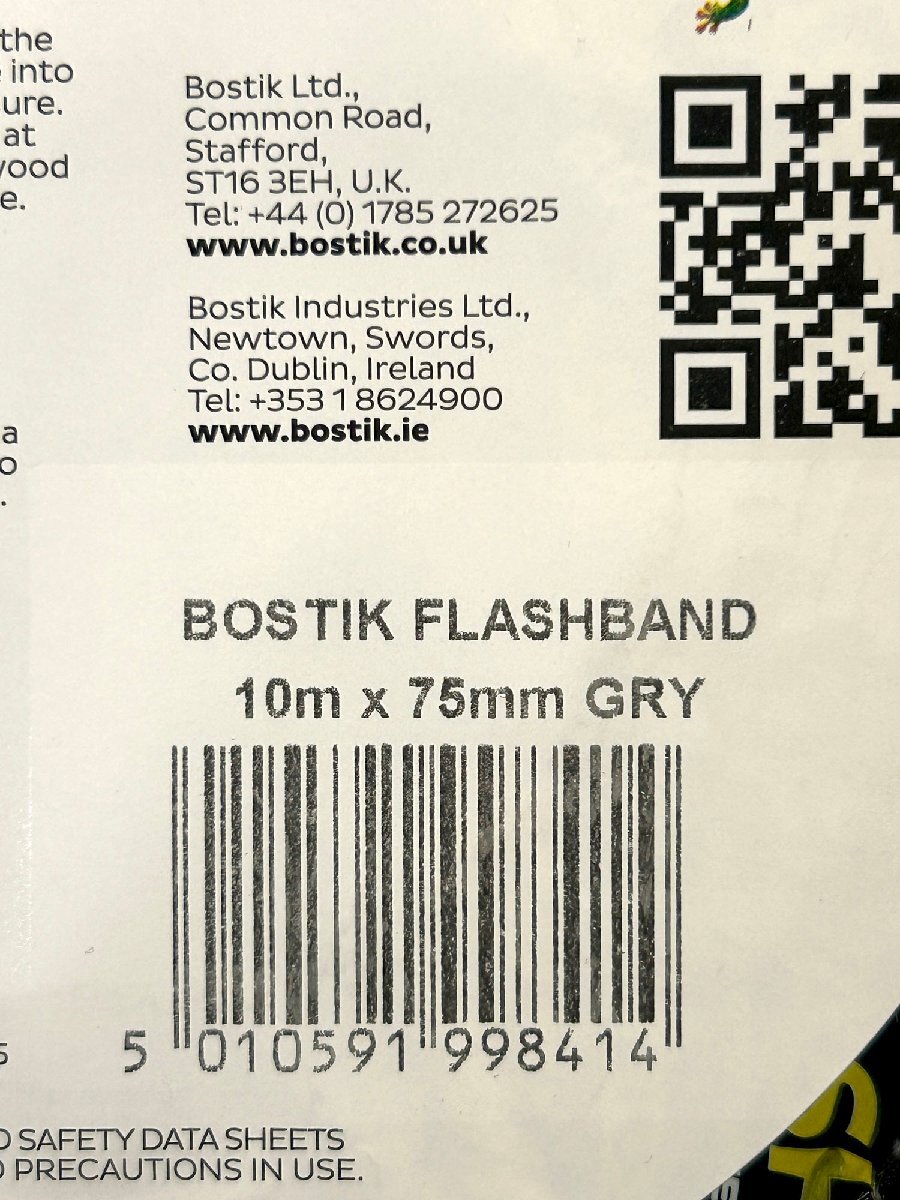 the
into
ure.
at
ood
e.
Bostik Ltd.,
Common Road,
Stafford,
ST16 3EH, U.K.
Tel: +44 (0) 1785 272625
www.bostik.co.uk
Bostik Industries Ltd.,
Newtown, Swords,
Co. Dublin, Ireland
Tel: +353 1 8624900
www.bostik.ie
a
o
.
BOSTIK FLASHBAND
10m x 75mm GRY
5 010591 998414
D SAFETY DATA SHEETS
PRECAUTIONS IN USE.